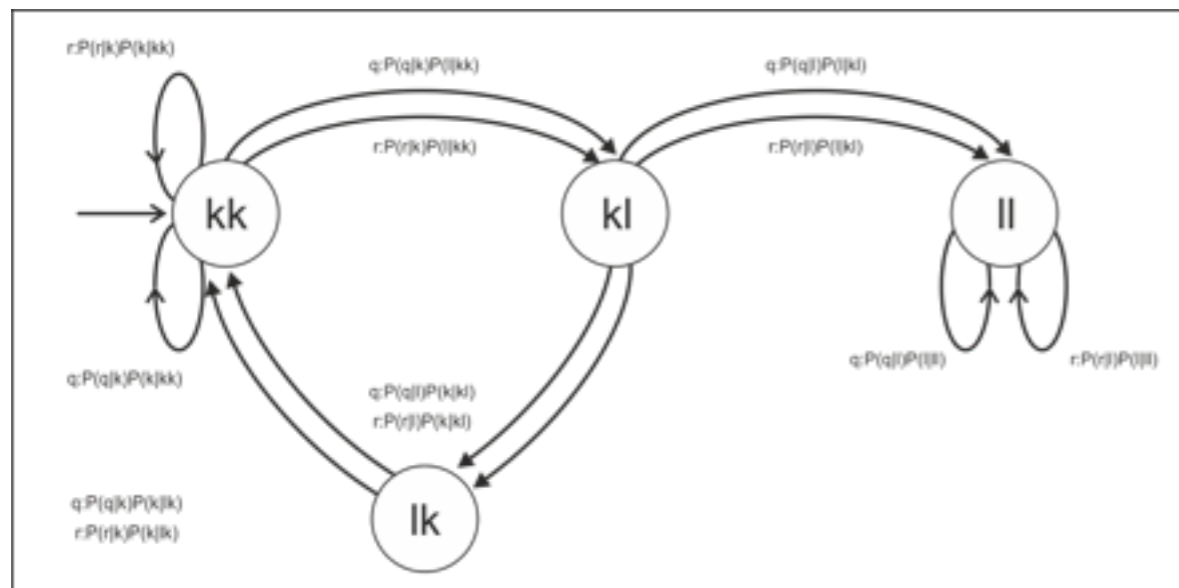 r:P(r|k)P(k|kk)
q:P(q|k)P(l|kk)
q:P(q|l)P(l|kl)
r:P(r|k)P(l|kk)
r:P(r|l)P(l|kl)
kk
kl
ll
q:P(q|k)P(k|kk)
q:P(q|l)P(k|kl)
r:P(r|l)P(k|kl)
q:P(q|l)P(l|ll)
r:P(r|l)P(l|ll)
q:P(q|k)P(k|lk)
r:P(r|k)P(k|lk)
lk